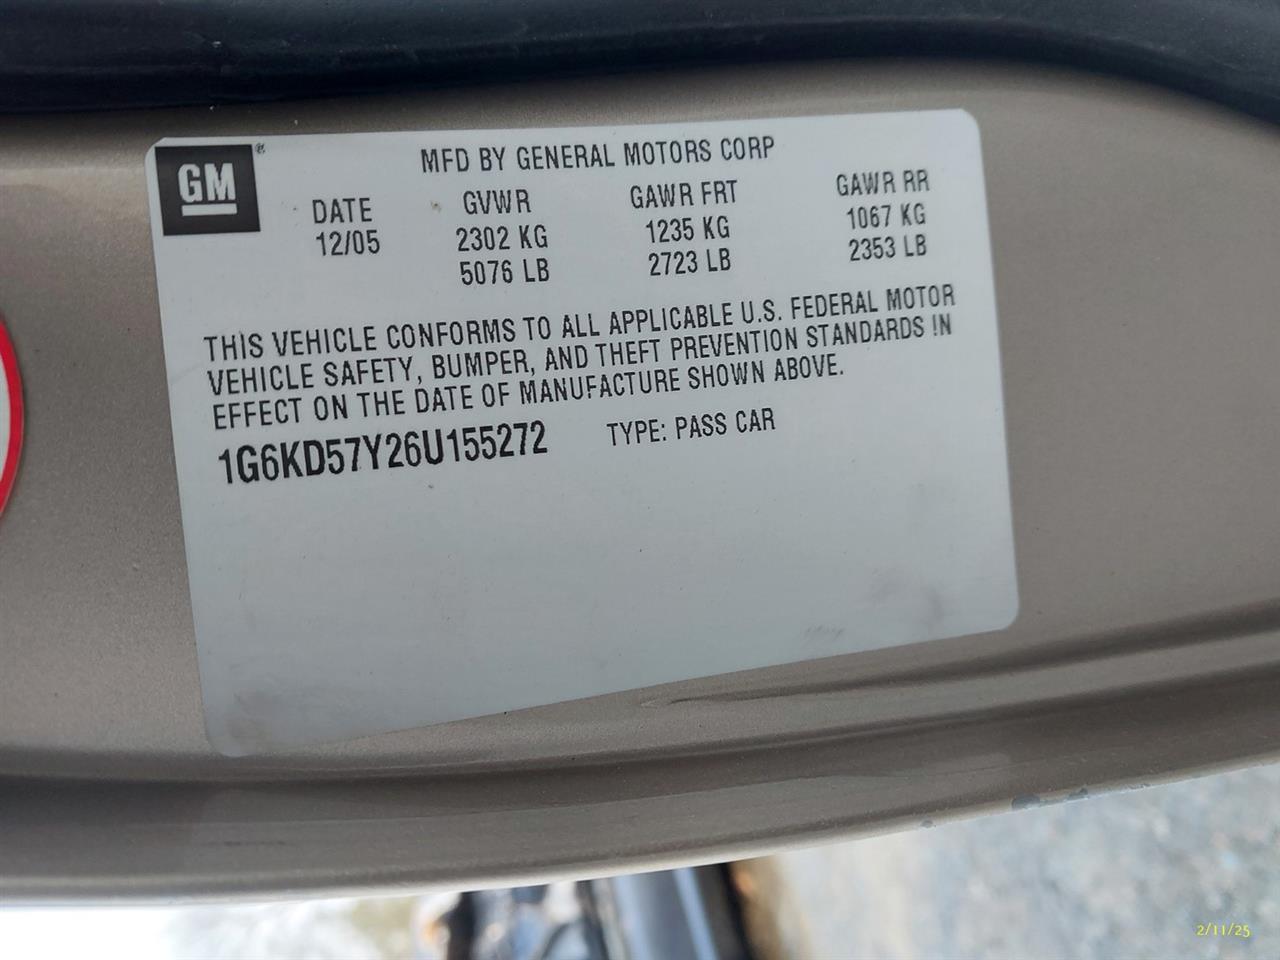 GM®
MFD BY GENERAL MOTORS CORP
DATE GVWR GAWR FRT GAWR RR
12/05 2302 KG 1235 KG 1067 KG
5076 LB 2723 LB 2353 LB
THIS VEHICLE CONFORMS TO ALL APPLICABLE U.S. FEDERAL MOTOR
VEHICLE SAFETY, BUMPER, AND THEFT PREVENTION STANDARDS IN
EFFECT ON THE DATE OF MANUFACTURE SHOWN ABOVE.
1G6KD57Y26U155272 TYPE: PASS CAR
2/11/25